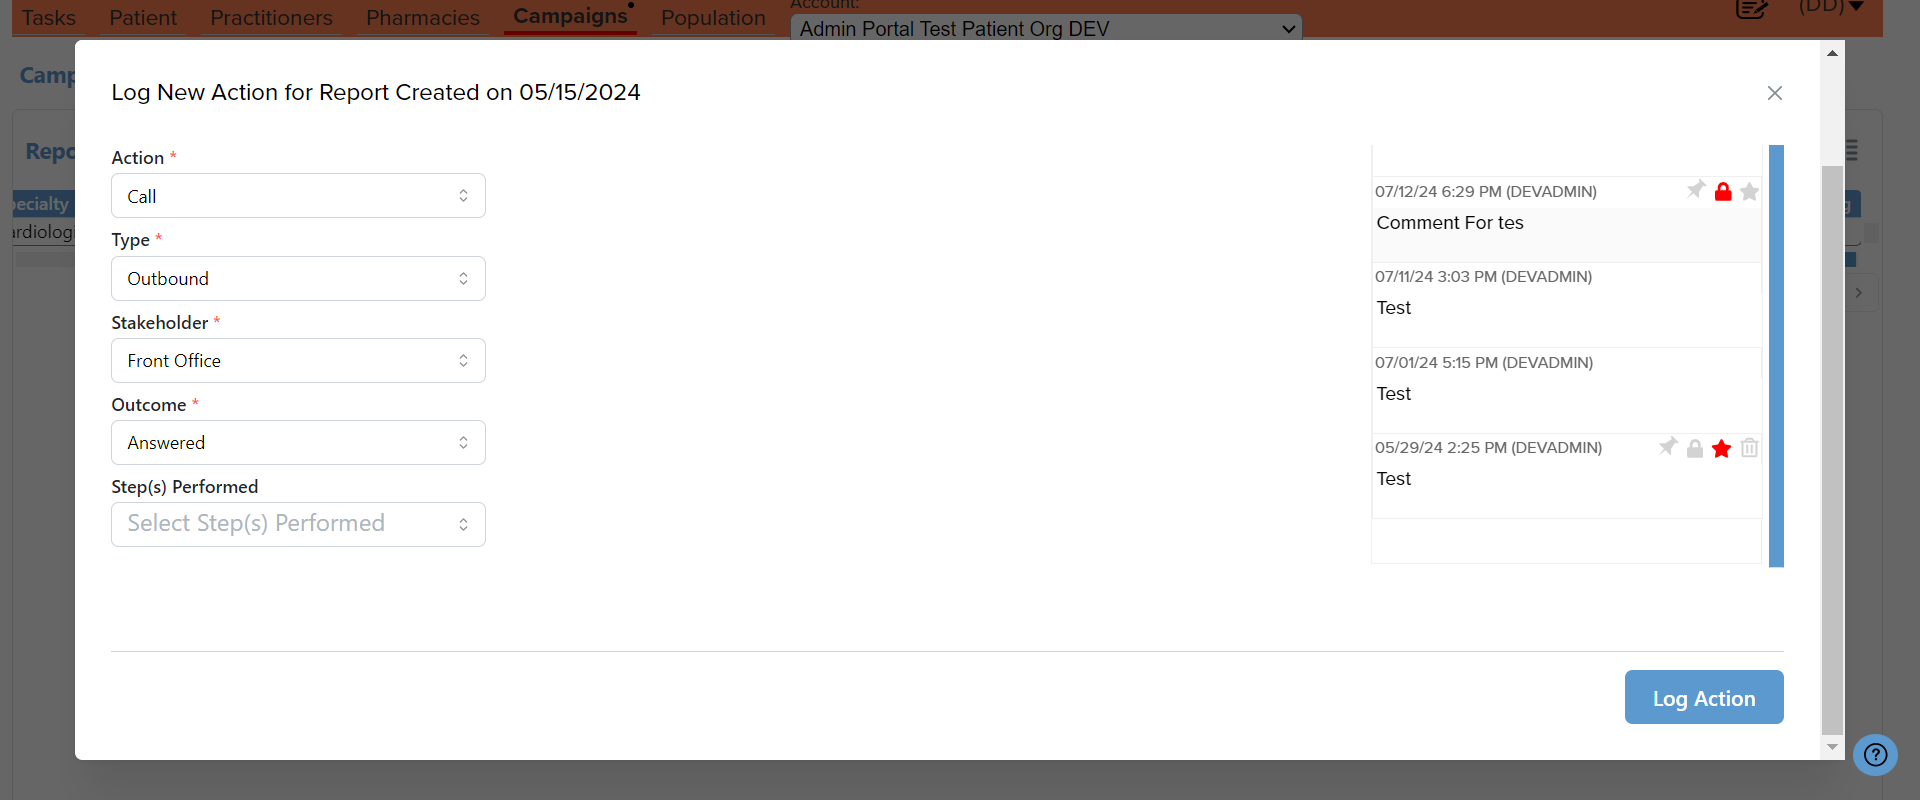 Tasks Patient Practitioners Pharmacies Campaigns Population Account: (DD)
Admin Portal Test Patient Org DEV
Camp
Log New Action for Report Created on 05/15/2024
Repo
Action *
Call
Type *
Outbound
Stakeholder *
Front Office
Outcome *
Answered
Step(s) Performed
Select Step(s) Performed
07/12/24 6:29 PM (DEVADMIN)
Comment For tes
07/11/24 3:03 PM (DEVADMIN)
Test
07/01/24 5:15 PM (DEVADMIN)
Test
05/29/24 2:25 PM (DEVADMIN)
Test
ecialty
ardiologi
g
Log Action
?